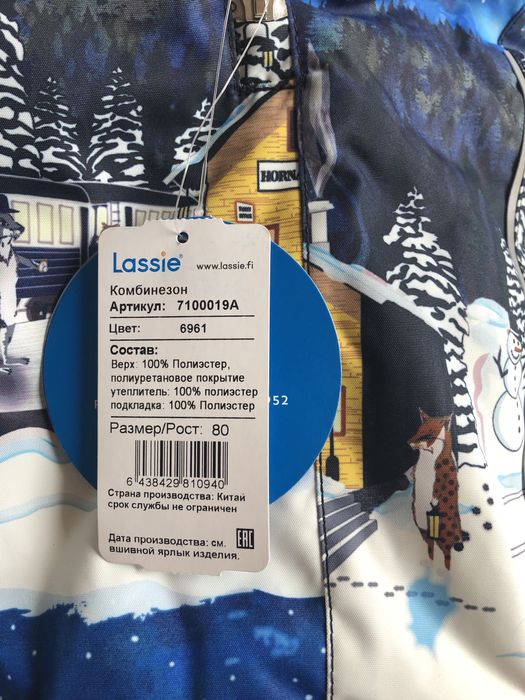 HORNA
Lassie® www.lassie.fi
Комбинезон
Артикул: 7100019A
Цвет: 6961
Состав:
Верх: 100% Полиэстер,
полиуретановое покрытие
утеплитель: 100% полиэстер
подкладка: 100% Полиэстер
952
Размер/Рост: 80
6 438429 810940
Страна производства: Китай
срок службы не ограничен
Дата производства: см.
вшивной ярлык изделия.
EAC